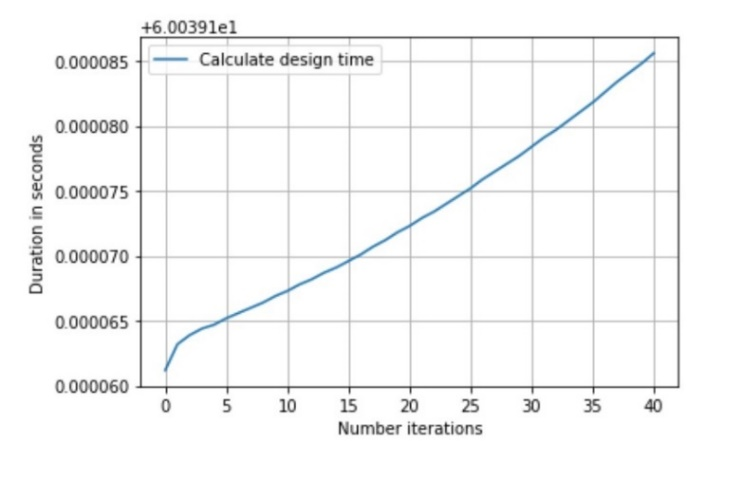 +6.00391e1
Calculate design time
0.000085
0.000080
0.000075
0.000070
0.000065
0.000060
Duration in seconds
0 5 10 15 20 25 30 35 40
Number iterations